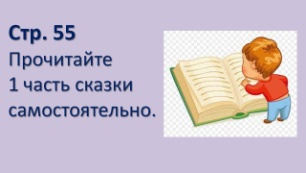 Стр. 55
Прочитайте
1 часть сказки
самостоятельно.